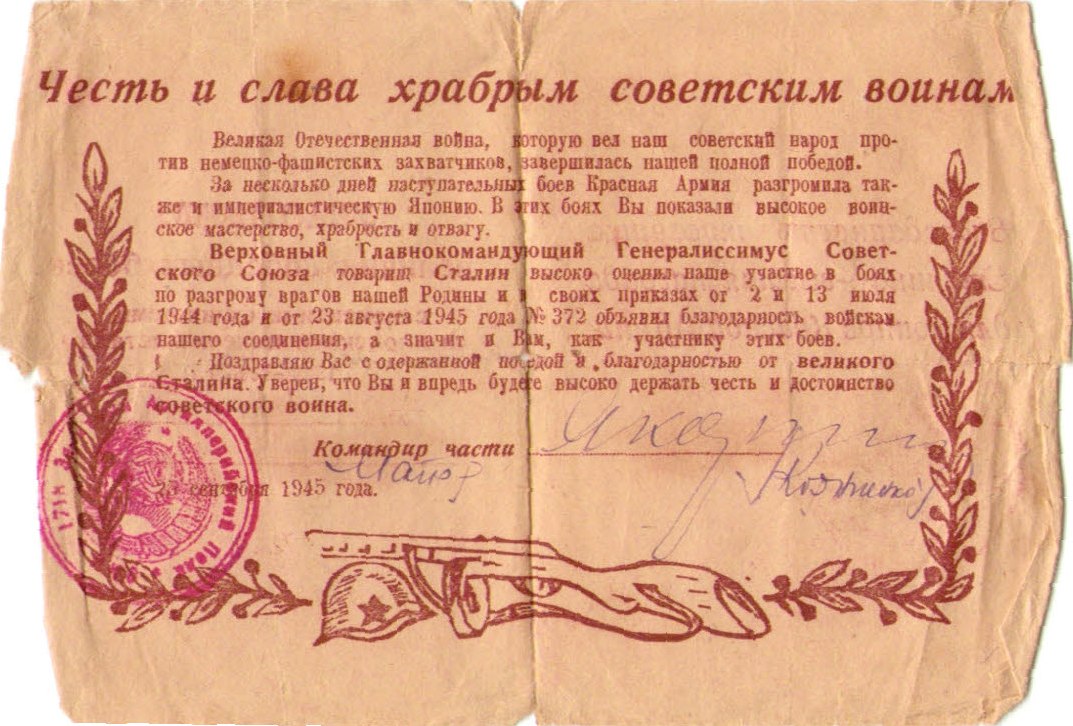 Честь и слава храбрым советским воинам
Великая Отечественная война, которую вел наш советский народ про-
тив немецко-фашистских захватчиков, завершилась нашей полной победой.
За несколько дней наступательных боев Красная Армия разгромила так-
же и империалистическую Японию. В этих боях Вы показали высокое воин-
ское мастерство, храбрость и отвагу.
Верховный Главнокомандующий Генералиссимус Совет-
ского Союза товарищ Сталин высоко оценил наше участие в боях
по разгрому врагов нашей Родины и в своих приказах от 2 и 13 июля
1944 года и от 23 августа 1945 года № 372 объявил благодарность войскам
нашего соединения, а значит и Вам, как участнику этих боев.
Поздравляю Вас с одержанной победой и благодарностью от великого
Сталина. Уверен, что Вы и впредь будете высоко держать честь и достоинство
советского воина.
Командир части
Майор
сентября 1945 года.
Артиллерийский Полк